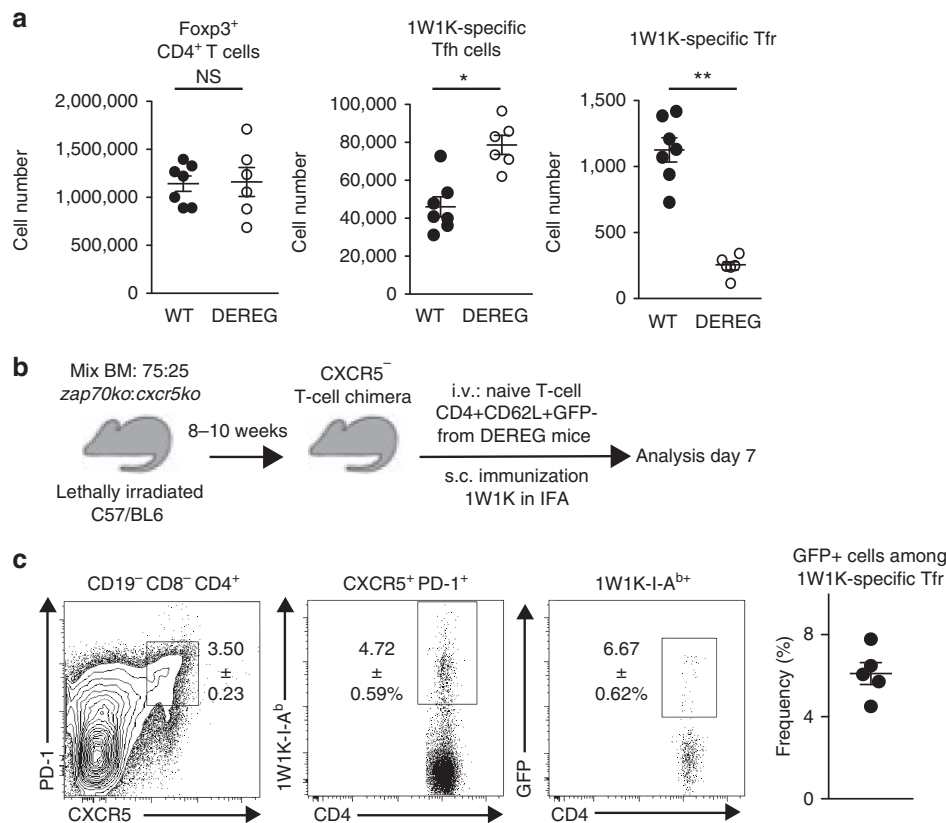 a
Foxp3⁺
CD4⁺ T cells
NS
2,000,000
1,500,000
1,000,000
500,000
0
Cell number
WT DEREG
1W1K-specific
Tfh cells
*
100,000
80,000
60,000
40,000
20,000
0
Cell number
WT DEREG
1W1K-specific Tfr
**
1,500
1,000
500
0
Cell number
WT DEREG
b
Mix BM: 75:25
zap70ko:cxcr5ko
Lethally irradiated
C57/BL6
8–10 weeks
CXCR5⁻
T-cell chimera
i.v.: naive T-cell
CD4+CD62L+GFP-
from DEREG mice
s.c. immunization
1W1K in IFA
Analysis day 7
c
CD19⁻ CD8⁻ CD4⁺
3.50
±
0.23
PD-1
CXCR5
CXCR5⁺ PD-1⁺
4.72
±
0.59%
1W1K-I-Aᵇ
CD4
1W1K-I-Aᵇ⁺
6.67
±
0.62%
GFP
CD4
GFP+ cells among
1W1K-specific Tfr
8
4
0
Frequency (%)